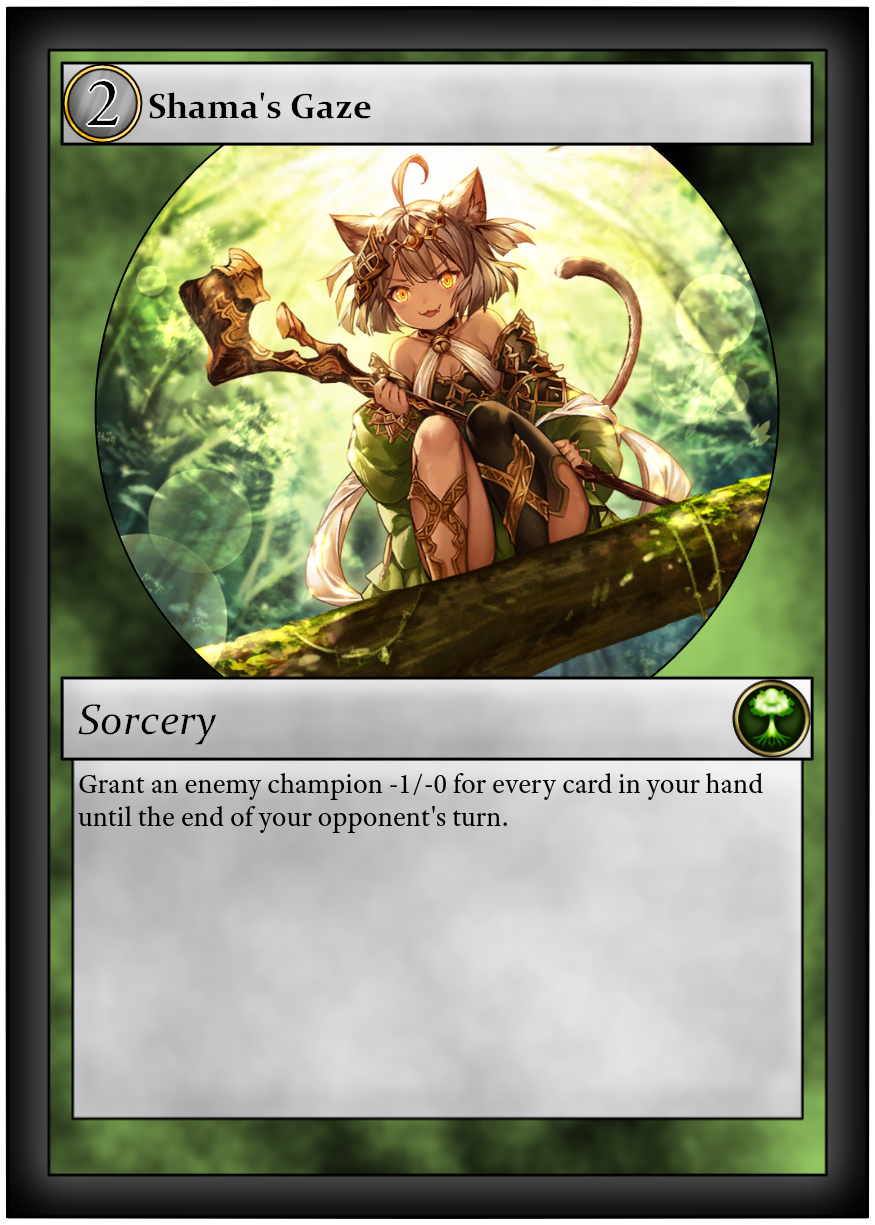 2 Shama's Gaze
Sorcery
Grant an enemy champion -1/-0 for every card in your hand
until the end of your opponent's turn.